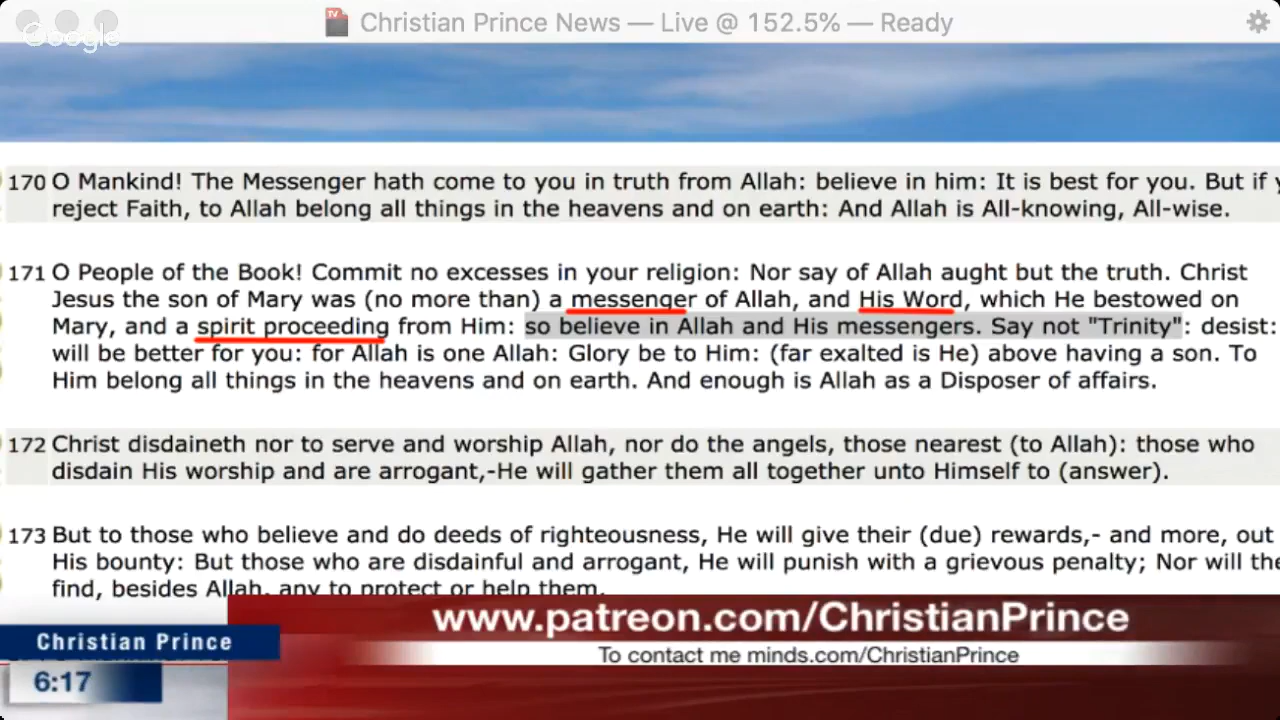 Christian Prince News — Live @ 152.5% — Ready
Google
170 O Mankind! The Messenger hath come to you in truth from Allah: believe in him: It is best for you. But if
reject Faith, to Allah belong all things in the heavens and on earth: And Allah is All-knowing, All-wise.
171 O People of the Book! Commit no excesses in your religion: Nor say of Allah aught but the truth. Christ
Jesus the son of Mary was (no more than) a messenger of Allah, and His Word, which He bestowed on
Mary, and a spirit proceeding from Him: so believe in Allah and His messengers. Say not "Trinity": desist:
will be better for you: for Allah is one Allah: Glory be to Him: (far exalted is He) above having a son. To
Him belong all things in the heavens and on earth. And enough is Allah as a Disposer of affairs.
172 Christ disdaineth nor to serve and worship Allah, nor do the angels, those nearest (to Allah): those who
disdain His worship and are arrogant,-He will gather them all together unto Himself to (answer).
173 But to those who believe and do deeds of righteousness, He will give their (due) rewards,- and more, out
His bounty: But those who are disdainful and arrogant, He will punish with a grievous penalty; Nor will
find, besides Allah, any to protect or help them.
www.patreon.com/ChristianPrince
Christian Prince
To contact me minds.com/ChristianPrince
6:17